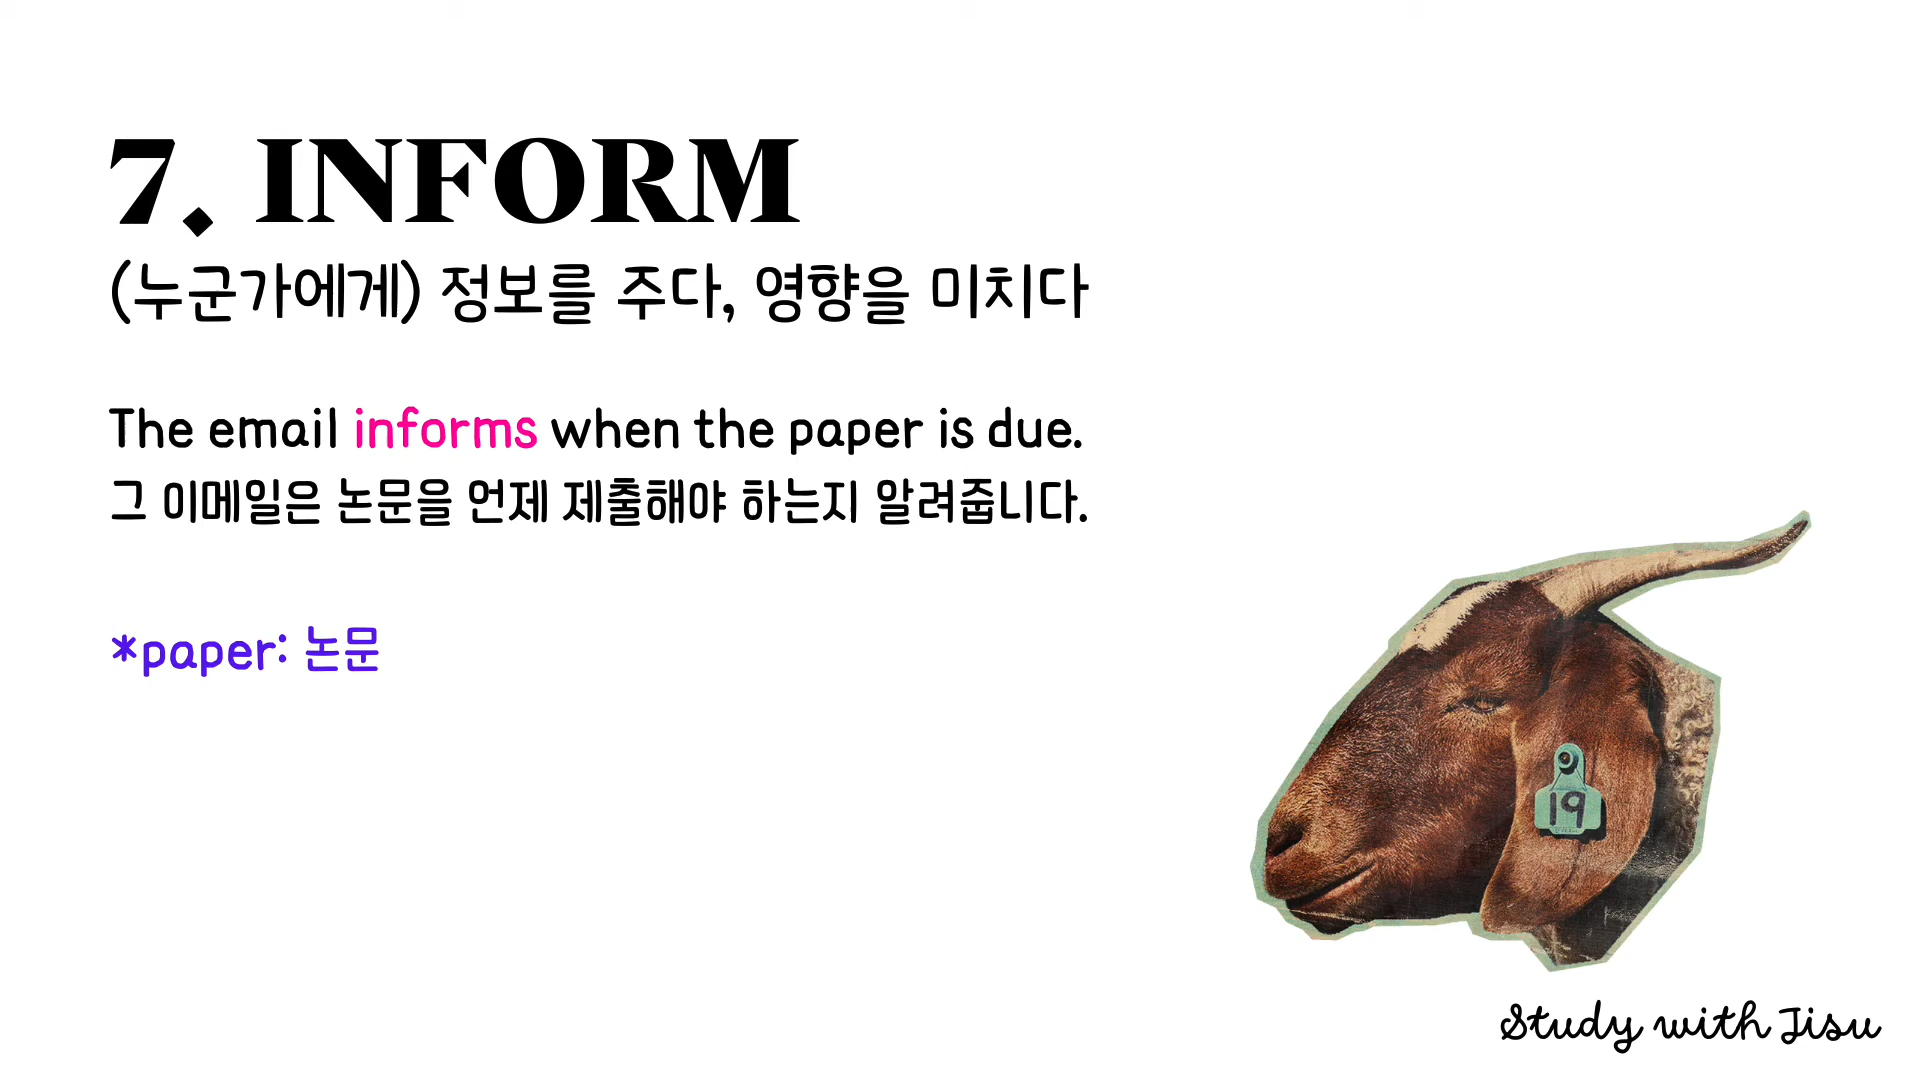 7. INFORM
(누군가에게) 정보를 주다, 영향을 미치다
The email informs when the paper is due.
그 이메일은 논문을 언제 제출해야 하는지 알려줍니다.
*paper: 논문
19
Study with Jisu